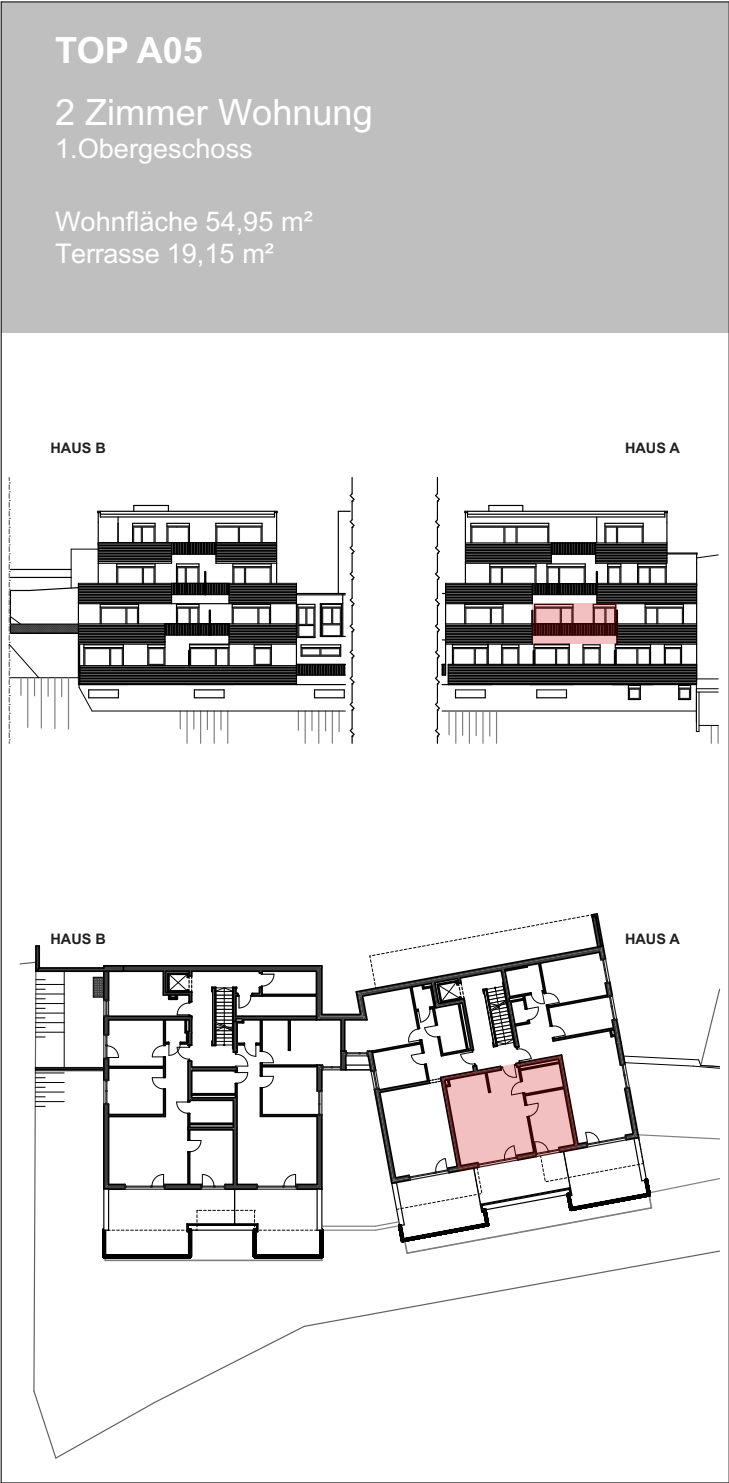 TOP A05
2 Zimmer Wohnung
1.Obergeschoss
Wohnfläche 54,95 m²
Terrasse 19,15 m²
HAUS B
HAUS A
HAUS B
HAUS A